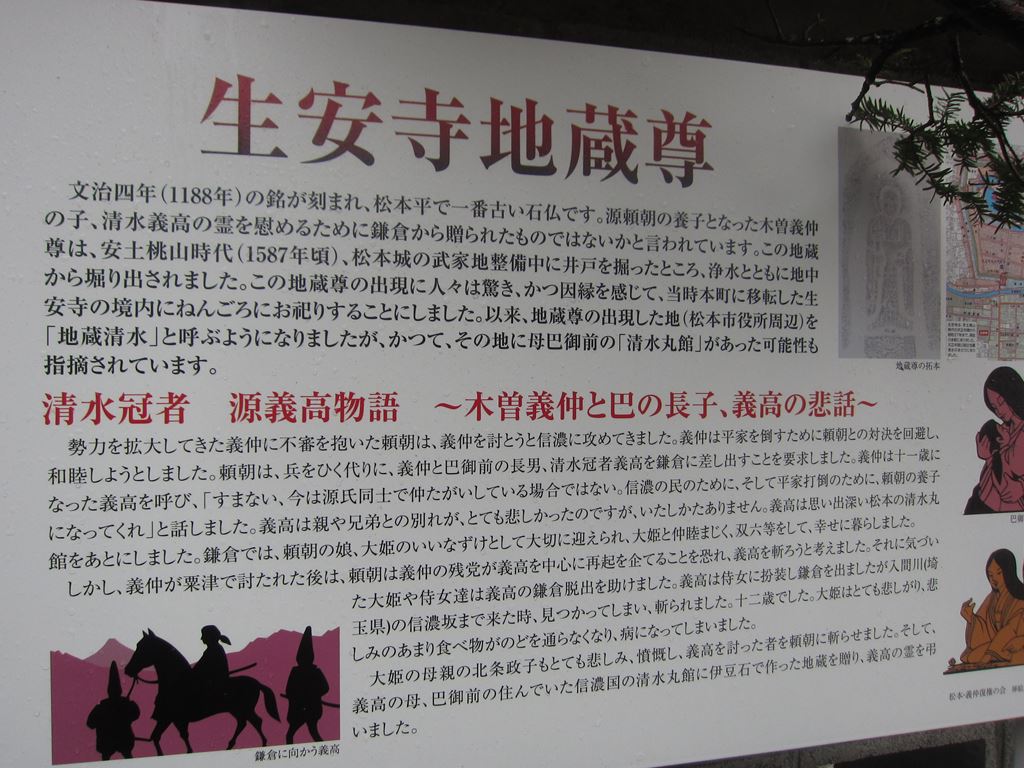 生安寺地蔵尊
文治四年(1188年)の銘が刻まれ、松本平で一番古い石仏です。源頼朝の養子となった木曽義仲
の子、清水義高の霊を慰めるために鎌倉から贈られたものではないかと言われています。この地蔵
尊は、安土桃山時代(1587年頃)、松本城の武家地整備中に井戸を掘ったところ、浄水とともに地中
から堀り出されました。この地蔵尊の出現に人々は驚き、かつ因縁を感じて、当時本町に移転した生
安寺の境内にねんごろにお祀りすることにしました。以来、地蔵尊の出現した地(松本市役所周辺)を
「地蔵清水」と呼ぶようになりましたが、かつて、その地に母巴御前の「清水丸館」があった可能性も
指摘されています。
地蔵尊の拓本
清水冠者 源義高物語 ～木曽義仲と巴の長子、義高の悲話～
勢力を拡大してきた義仲に不審を抱いた頼朝は、義仲を討とうと信濃に攻めてきました。義仲は平家を倒すために頼朝との対決を回避し、
和睦しようとしました。頼朝は、兵をひく代りに、義仲と巴御前の長男、清水冠者義高を鎌倉に差し出すことを要求しました。義仲は十一歳に
なった義高を呼び、「すまない、今は源氏同士で仲たがいしている場合ではない。信濃の民のために、そして平家打倒のために、頼朝の養子
になってくれ」と話しました。義高は親や兄弟との別れが、とても悲しかったのですが、いたしかたありません。義高は思い出深い松本の清水丸
館をあとにしました。鎌倉では、頼朝の娘、大姫のいいなずけとして大切に迎えられ、大姫と仲睦まじく、双六等をして、幸せに暮らしました。
しかし、義仲が粟津で討たれた後は、頼朝は義仲の残党が義高を中心に再起を企てることを恐れ、義高を斬ろうと考えました。それに気づい
た大姫や侍女達は義高の鎌倉脱出を助けました。義高は侍女に扮装し鎌倉を出ましたが入間川(埼
玉県)の信濃坂まで来た時、見つかってしまい、斬られました。十二歳でした。大姫はとても悲しがり、悲
しみのあまり食べ物がのどを通らなくなり、病になってしまいました。
大姫の母親の北条政子もとても悲しみ、憤慨し、義高を討った者を頼朝に斬らせました。そして、
義高の母、巴御前の住んでいた信濃国の清水丸館に伊豆石で作った地蔵を贈り、義高の霊を弔
いました。
鎌倉に向かう義高
巴御
松本・義仲復権の会